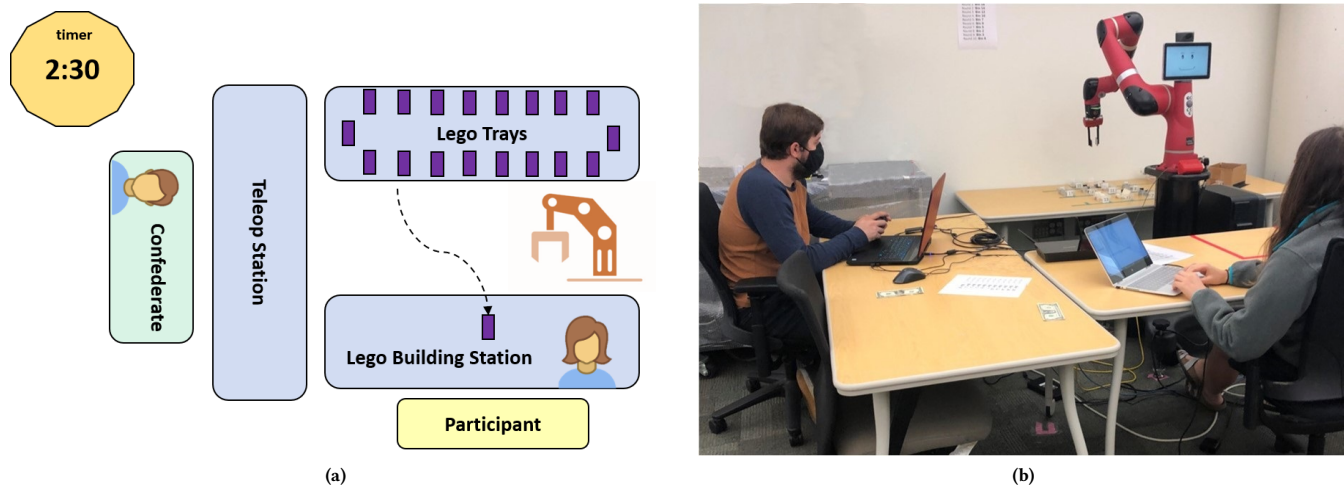 timer
2:30
Lego Trays
Teleop Station
Confederate
Lego Building Station
Participant
(a)
(b)